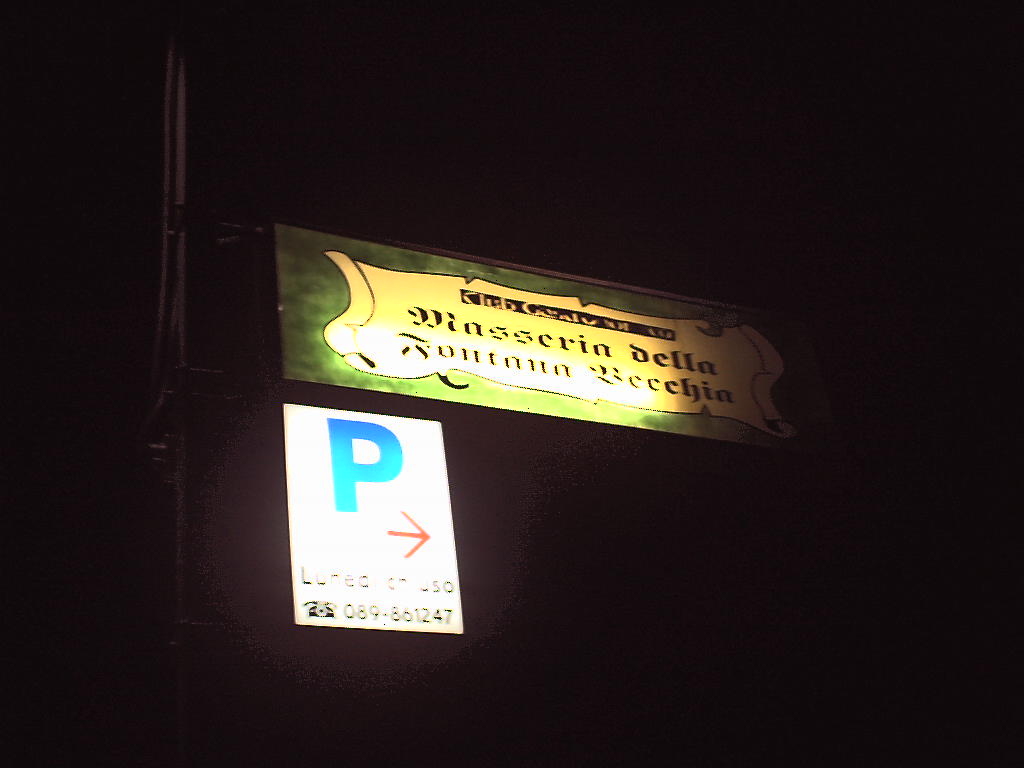 Masseria della
Fontana Vecchia
P
Lunedì chiuso
089-861247